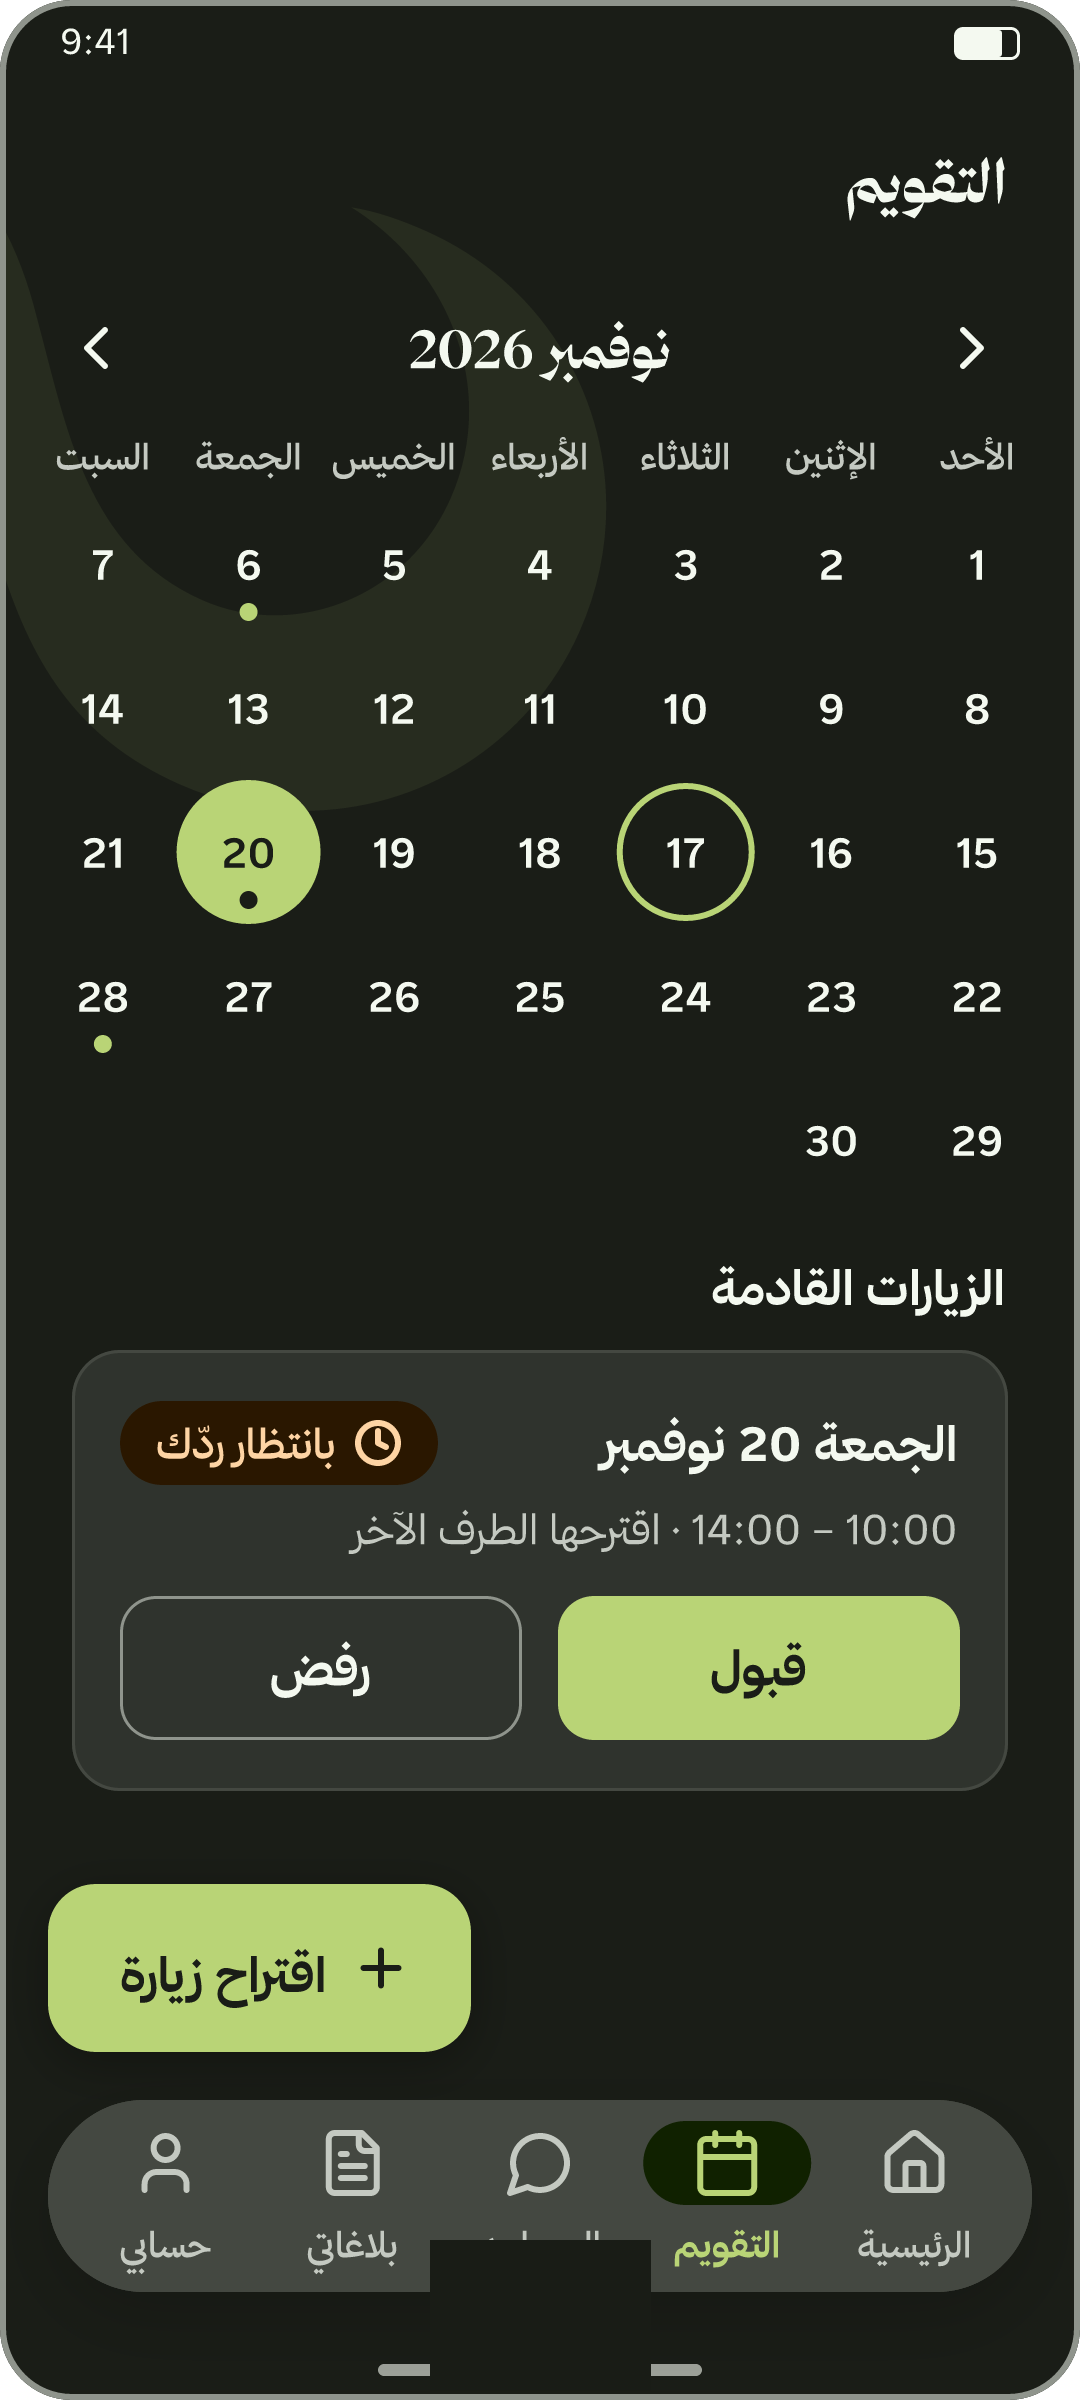 9:41
التقويم
نوفمبر 2026
الأحد الإثنين الثلاثاء الأربعاء الخميس الجمعة السبت
1 2 3 4 5 6 7
8 9 10 11 12 13 14
15 16 17 18 19 20 21
22 23 24 25 26 27 28
29 30
الزيارات القادمة
الجمعة 20 نوفمبر
بانتظار ردّك
10:00 – 14:00 · اقترحها الطرف الآخر
قبول
رفض
اقتراح زيارة
الرئيسية التقويم بلاغاتي حسابي